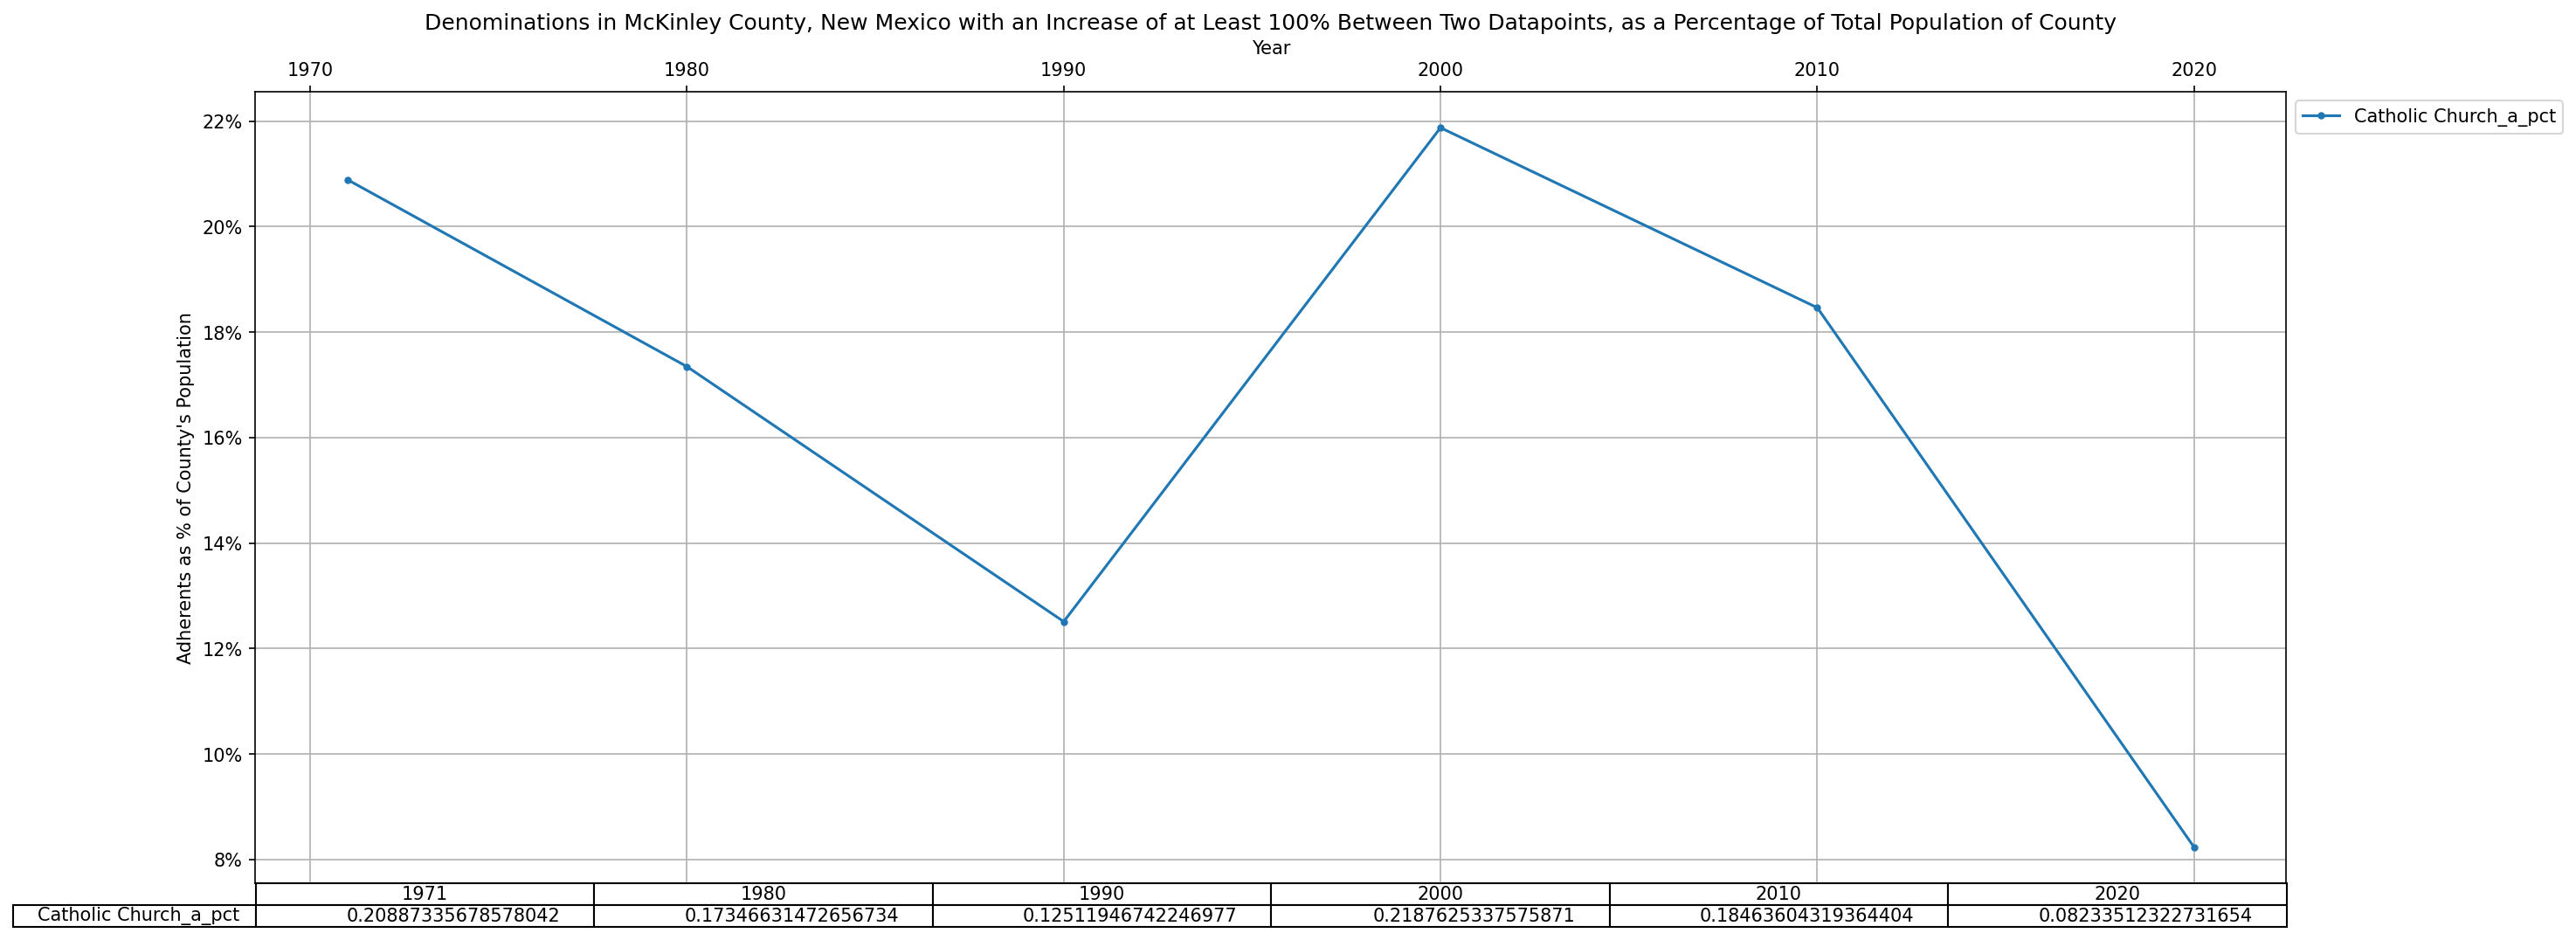 Denominations in McKinley County, New Mexico with an Increase of at Least 100% Between Two Datapoints, as a Percentage of Total Population of County
Year
1970 1980 1990 2000 2010 2020
Catholic Church_a_pct
Adherents as % of County's Population
22%
20%
18%
16%
14%
12%
10%
8%
1971 1980 1990 2000 2010 2020
Catholic Church_a_pct 0.20887335678578042 0.17346631472656734 0.12511946742246977 0.2187625337575871 0.18463604319364404 0.08233512322731654